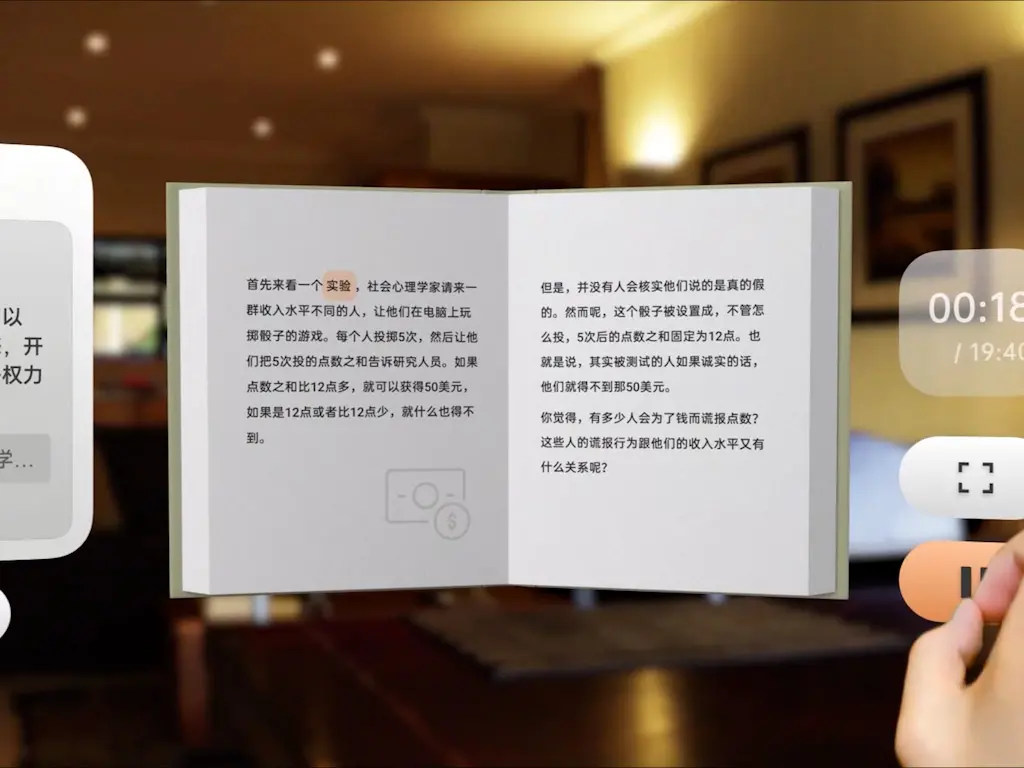 以
，开
权力
学...
首先来看一个 实验 ，社会心理学家请来一
群收入水平不同的人，让他们在电脑上玩
掷骰子的游戏。每个人投掷5次，然后让他
们把5次投的点数之和告诉研究人员。如果
点数之和比12点多，就可以获得50美元，
如果是12点或者比12点少，就什么也得不
到。
$
但是，并没有人会核实他们说的是真的假
的。然而呢，这个骰子被设置成，不管怎
么投，5次后的点数之和固定为12点。也
就是说，其实被测试的人如果诚实的话，
他们就得不到那50美元。
你觉得，有多少人会为了钱而谎报点数？
这些人的谎报行为跟他们的收入水平又有
什么关系呢？
00:18
/ 19:40